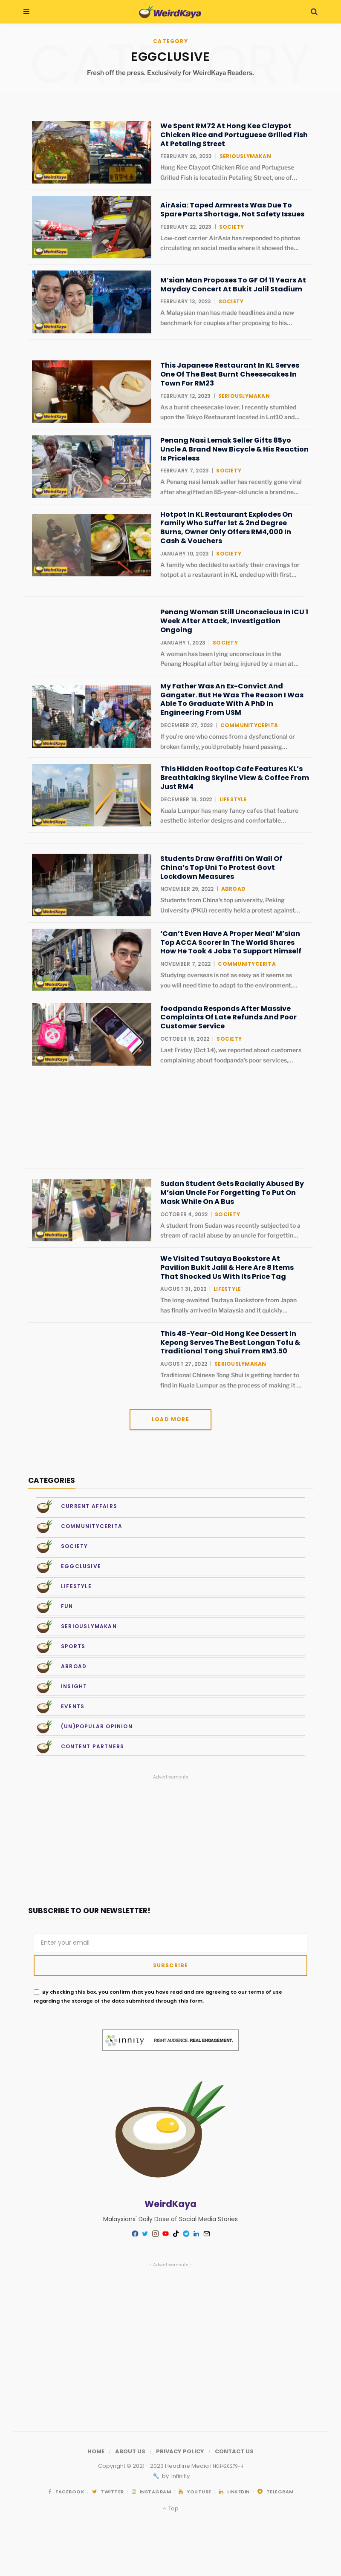 WeirdKaya
CATEGORY
EGGCLUSIVE
Fresh off the press. Exclusively for WeirdKaya Readers.
We Spent RM72 At Hong Kee Claypot
Chicken Rice and Portuguese Grilled Fish
At Petaling Street
FEBRUARY 26, 2023 | SERIOUSLYMAKAN
Hong Kee Claypot Chicken Rice and Portuguese
Grilled Fish is located in Petaling Street, one of…
AirAsia: Taped Armrests Was Due To
Spare Parts Shortage, Not Safety Issues
FEBRUARY 22, 2023 | SOCIETY
Low-cost carrier AirAsia has responded to photos
circulating on social media where it showed the…
M’sian Man Proposes To GF Of 11 Years At
Mayday Concert At Bukit Jalil Stadium
FEBRUARY 13, 2023 | SOCIETY
A Malaysian man has made headlines and a new
benchmark for couples after proposing to his…
This Japanese Restaurant In KL Serves
One Of The Best Burnt Cheesecakes In
Town For RM23
FEBRUARY 12, 2023 | SERIOUSLYMAKAN
As a burnt cheesecake lover, I recently stumbled
upon the Tokyo Restaurant located in Lot10 and…
Penang Nasi Lemak Seller Gifts 85yo
Uncle A Brand New Bicycle & His Reaction
Is Priceless
FEBRUARY 7, 2023 | SOCIETY
A Penang nasi lemak seller has recently gone viral
after she gifted an 85-year-old uncle a brand ne…
Hotpot In KL Restaurant Explodes On
Family Who Suffer 1st & 2nd Degree
Burns, Owner Only Offers RM4,000 In
Cash & Vouchers
JANUARY 10, 2023 | SOCIETY
A family who decided to satisfy their cravings for
hotpot at a restaurant in KL ended up with first…
Penang Woman Still Unconscious In ICU 1
Week After Attack, Investigation
Ongoing
JANUARY 1, 2023 | SOCIETY
A woman has been lying unconscious in the
Penang Hospital after being injured by a man at…
My Father Was An Ex-Convict And
Gangster. But He Was The Reason I Was
Able To Graduate With A PhD In
Engineering From USM
DECEMBER 27, 2022 | COMMUNITYCERITA
If you’re one who comes from a dysfunctional or
broken family, you’d probably heard passing…
This Hidden Rooftop Cafe Features KL’s
Breathtaking Skyline View & Coffee From
Just RM4
DECEMBER 18, 2022 | LIFESTYLE
Kuala Lumpur has many fancy cafes that feature
aesthetic interior designs and comfortable…
Students Draw Graffiti On Wall Of
China’s Top Uni To Protest Govt
Lockdown Measures
NOVEMBER 29, 2022 | ABROAD
Students from China’s top university, Peking
University (PKU) recently held a protest against…
‘Can’t Even Have A Proper Meal’ M’sian
Top ACCA Scorer In The World Shares
How He Took 4 Jobs To Support Himself
NOVEMBER 7, 2022 | COMMUNITYCERITA
Studying overseas is not as easy as it seems as
you will need time to adapt to the environment,…
foodpanda Responds After Massive
Complaints Of Late Refunds And Poor
Customer Service
OCTOBER 18, 2022 | SOCIETY
Last Friday (Oct 14), we reported about customers
complaining about foodpanda’s poor services,…
Sudan Student Gets Racially Abused By
M’sian Uncle For Forgetting To Put On
Mask While On A Bus
OCTOBER 4, 2022 | SOCIETY
A student from Sudan was recently subjected to a
stream of racial abuse by an uncle for forgettin…
We Visited Tsutaya Bookstore At
Pavilion Bukit Jalil & Here Are 8 Items
That Shocked Us With Its Price Tag
AUGUST 31, 2022 | LIFESTYLE
The long-awaited Tsutaya Bookstore from Japan
has finally arrived in Malaysia and it quickly…
This 48-Year-Old Hong Kee Dessert In
Kepong Serves The Best Longan Tofu &
Traditional Tong Shui From RM3.50
AUGUST 27, 2022 | SERIOUSLYMAKAN
Traditional Chinese Tong Shui is getting harder to
find in Kuala Lumpur as the process of making it …
LOAD MORE
CATEGORIES
CURRENT AFFAIRS
COMMUNITYCERITA
SOCIETY
EGGCLUSIVE
LIFESTYLE
FUN
SERIOUSLYMAKAN
SPORTS
ABROAD
INSIGHT
EVENTS
(UN)POPULAR OPINION
CONTENT PARTNERS
- Advertisements -
SUBSCRIBE TO OUR NEWSLETTER!
Enter your email
SUBSCRIBE
By checking this box, you confirm that you have read and are agreeing to our terms of use
regarding the storage of the data submitted through this form.
innity RIGHT AUDIENCE. REAL ENGAGEMENT.
WeirdKaya
Malaysians' Daily Dose of Social Media Stories
- Advertisements -
HOME / ABOUT US / PRIVACY POLICY / CONTACT US
Copyright © 2021 - 2023 Headline Media
by infinitly
FACEBOOK TWITTER INSTAGRAM YOUTUBE LINKEDIN TELEGRAM
Top